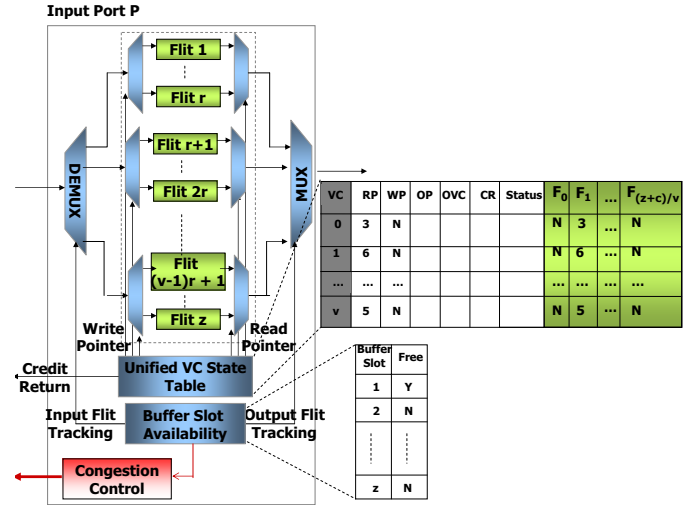 Input Port P
Flit 1
Flit r
Flit r+1
Flit 2r
Flit
(v-1)r + 1
Flit z
DEMUX
MUX
Write
Pointer
Read
Pointer
Credit
Return
Unified VC State
Table
Input Flit
Tracking
Buffer Slot
Availability
Output Flit
Tracking
Congestion
Control
VC RP WP OP OVC CR Status F0 F1 ... F(z+c)/v
0 3 N N 3 ... N
1 6 N N 6 ... N
... ... ... ... ... ... ...
v 5 N N 5 ... N
Buffer
Slot Free
1 Y
2 N
z N